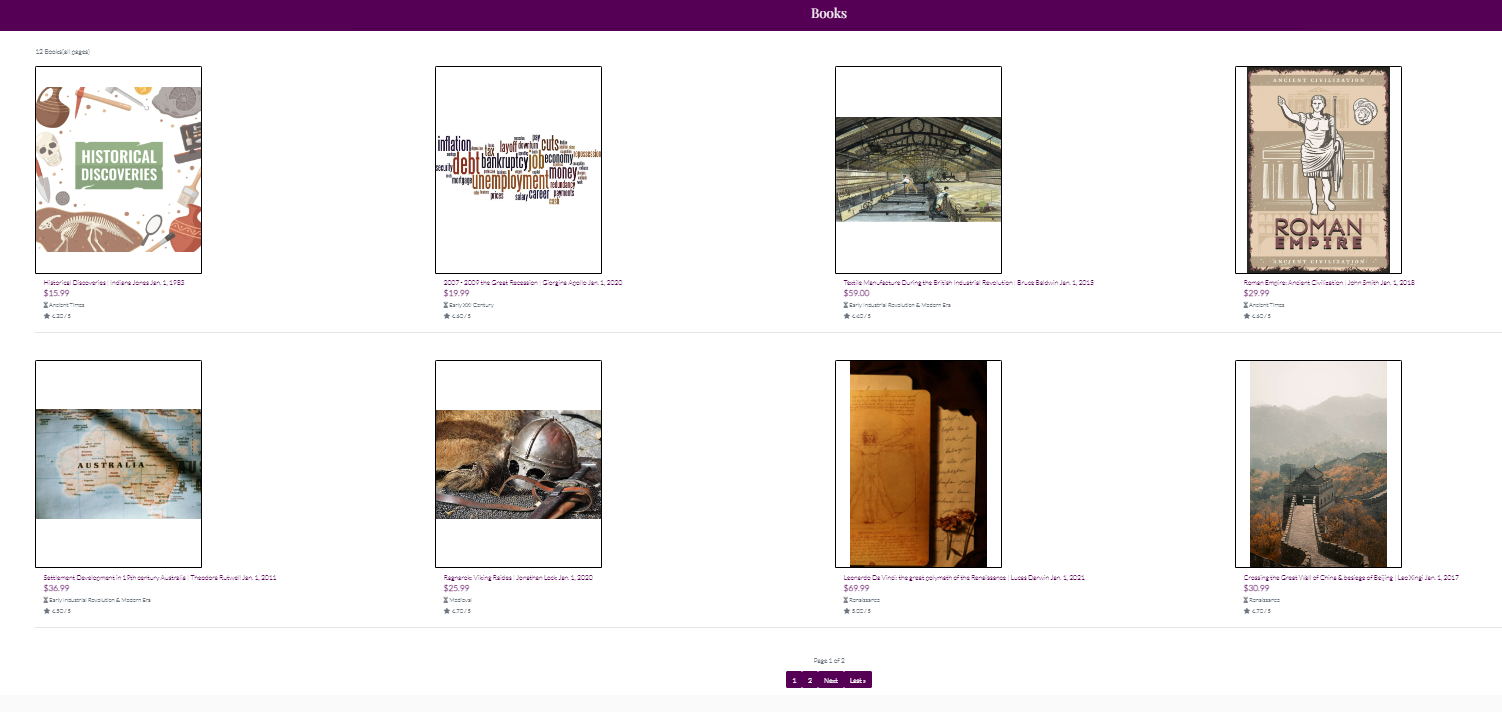 Books
12 Books(all pages)
HISTORICAL
DISCOVERIES
inflation
debt
tax
layoff
downturn
pay
cuts
repossession
security
bankruptcy
job
economy
mortgage
unemployment
money
redundancy
prices
salary
career
payments
cash
ANCIENT CIVILIZATION
ROMAN
EMPIRE
ANCIENT CIVILIZATION
Historical Discoveries | Indiana Jones Jan. 1, 1985
$15.99
Ancient Times
4.20 / 5
2007 - 2009 the Great Recession | Giorgina Apollo Jan. 1, 2020
$19.99
Early XXI Century
4.60 / 5
Textile Manufacture During the British Industrial Revolution | Bruce Baldwin Jan. 1, 2015
$59.00
Early Industrial Revolution & Modern Era
4.40 / 5
Roman Empire: Ancient Civilization | John Smith Jan. 1, 2018
$29.99
Ancient Times
4.60 / 5
AUSTRALIA
Settlement Development in 19th century Australia | Theodore Rutwell Jan. 1, 2011
$36.99
Early Industrial Revolution & Modern Era
4.50 / 5
Ragnarok: Viking Raides | Jonathan Lock Jan. 1, 2020
$25.99
Medieval
4.70 / 5
Leonardo Da Vinci: the great polymath of the Renaissance | Lucas Derwin Jan. 1, 2021
$69.99
Renaissance
5.00 / 5
Crossing the Great Wall of China & besiege of Beijing | Lao Xingi Jan. 1, 2017
$30.99
Renaissance
4.70 / 5
Page 1 of 2
1 2 Next Last »